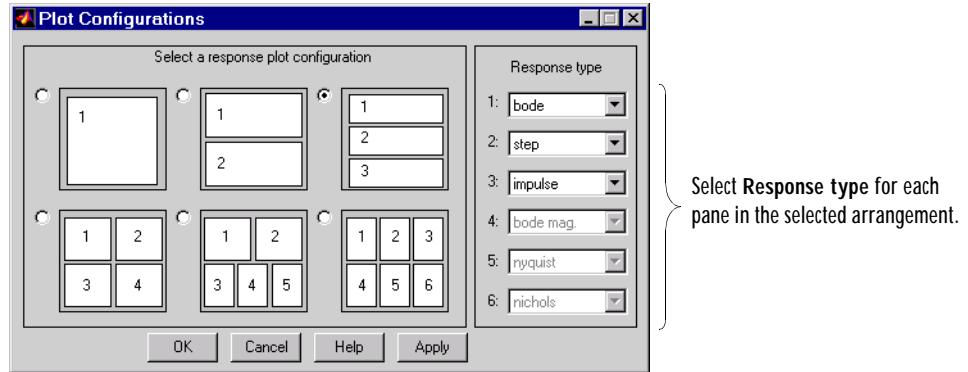 Plot Configurations
Select a response plot configuration
1
1
2
1
2
3
1 2
3 4
1 2
3 4 5
1 2 3
4 5 6
Response type
1: bode
2: step
3: impulse
4: bode mag.
5: nyquist
6: nichols
OK Cancel Help Apply
Select Response type for each
pane in the selected arrangement.